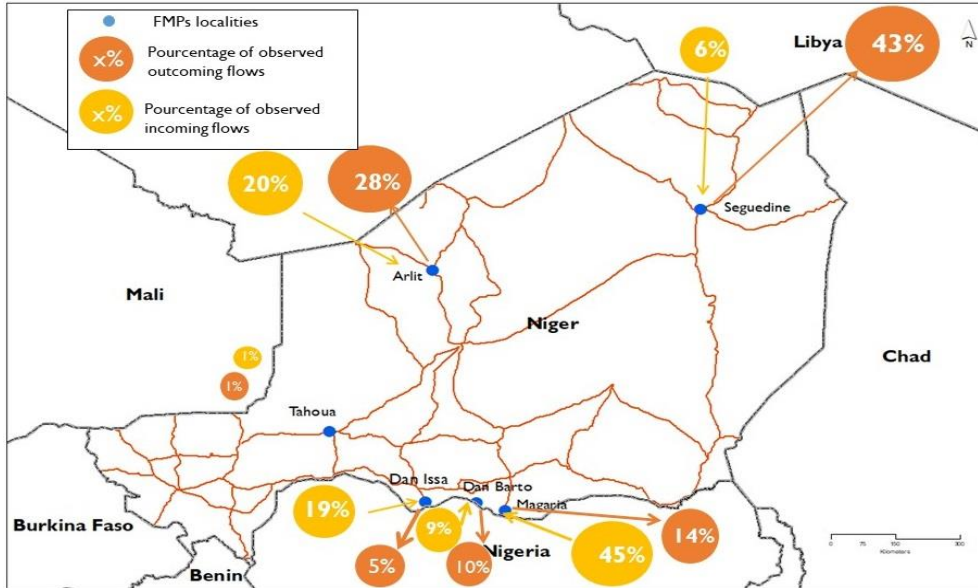 FMPs localities
x% Pourcentage of observed
outcoming flows
x% Pourcentage of observed
incoming flows
6%
Libya
43%
N
20%
28%
Seguedine
Arlit
Mali
Niger
Chad
1%
1%
Tahoua
Dan Issa
Dan Barto
Magaria
19%
9%
Burkina Faso
5%
10%
Nigeria
45%
14%
Benin
0 75 150 300
Kilometers